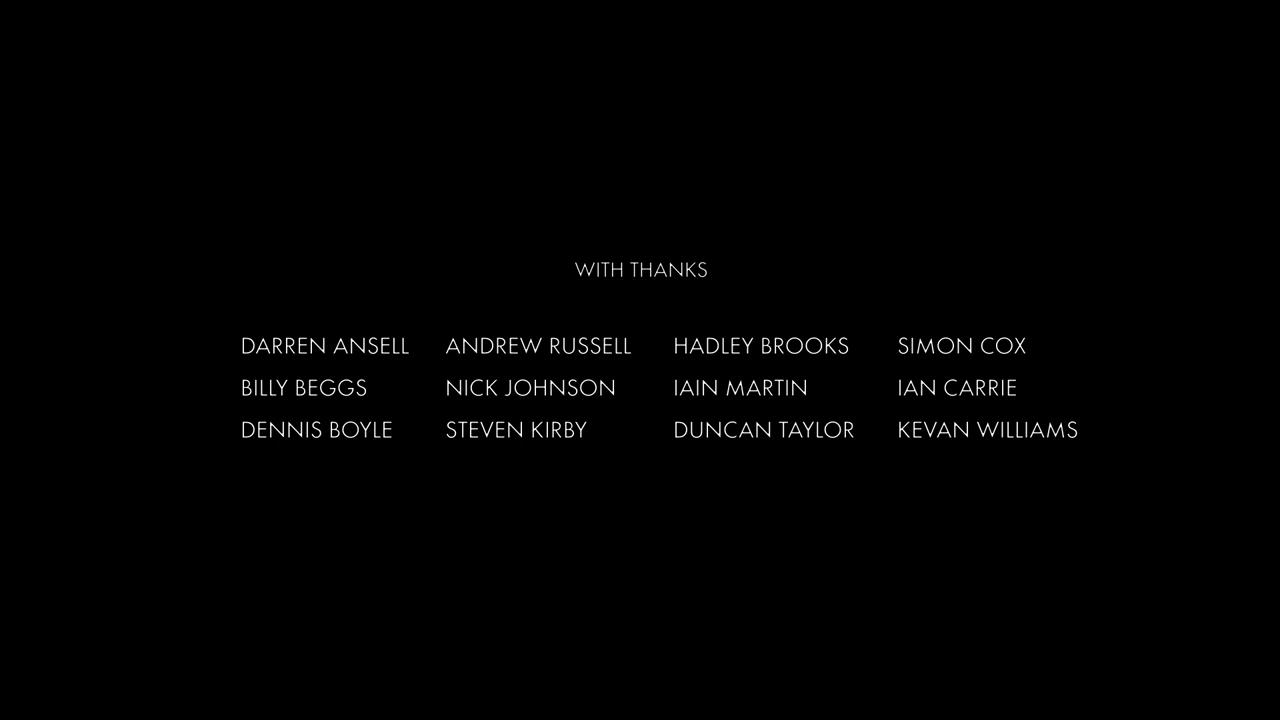 WITH THANKS
DARREN ANSELL ANDREW RUSSELL HADLEY BROOKS SIMON COX
BILLY BEGGS NICK JOHNSON IAIN MARTIN IAN CARRIE
DENNIS BOYLE STEVEN KIRBY DUNCAN TAYLOR KEVAN WILLIAMS